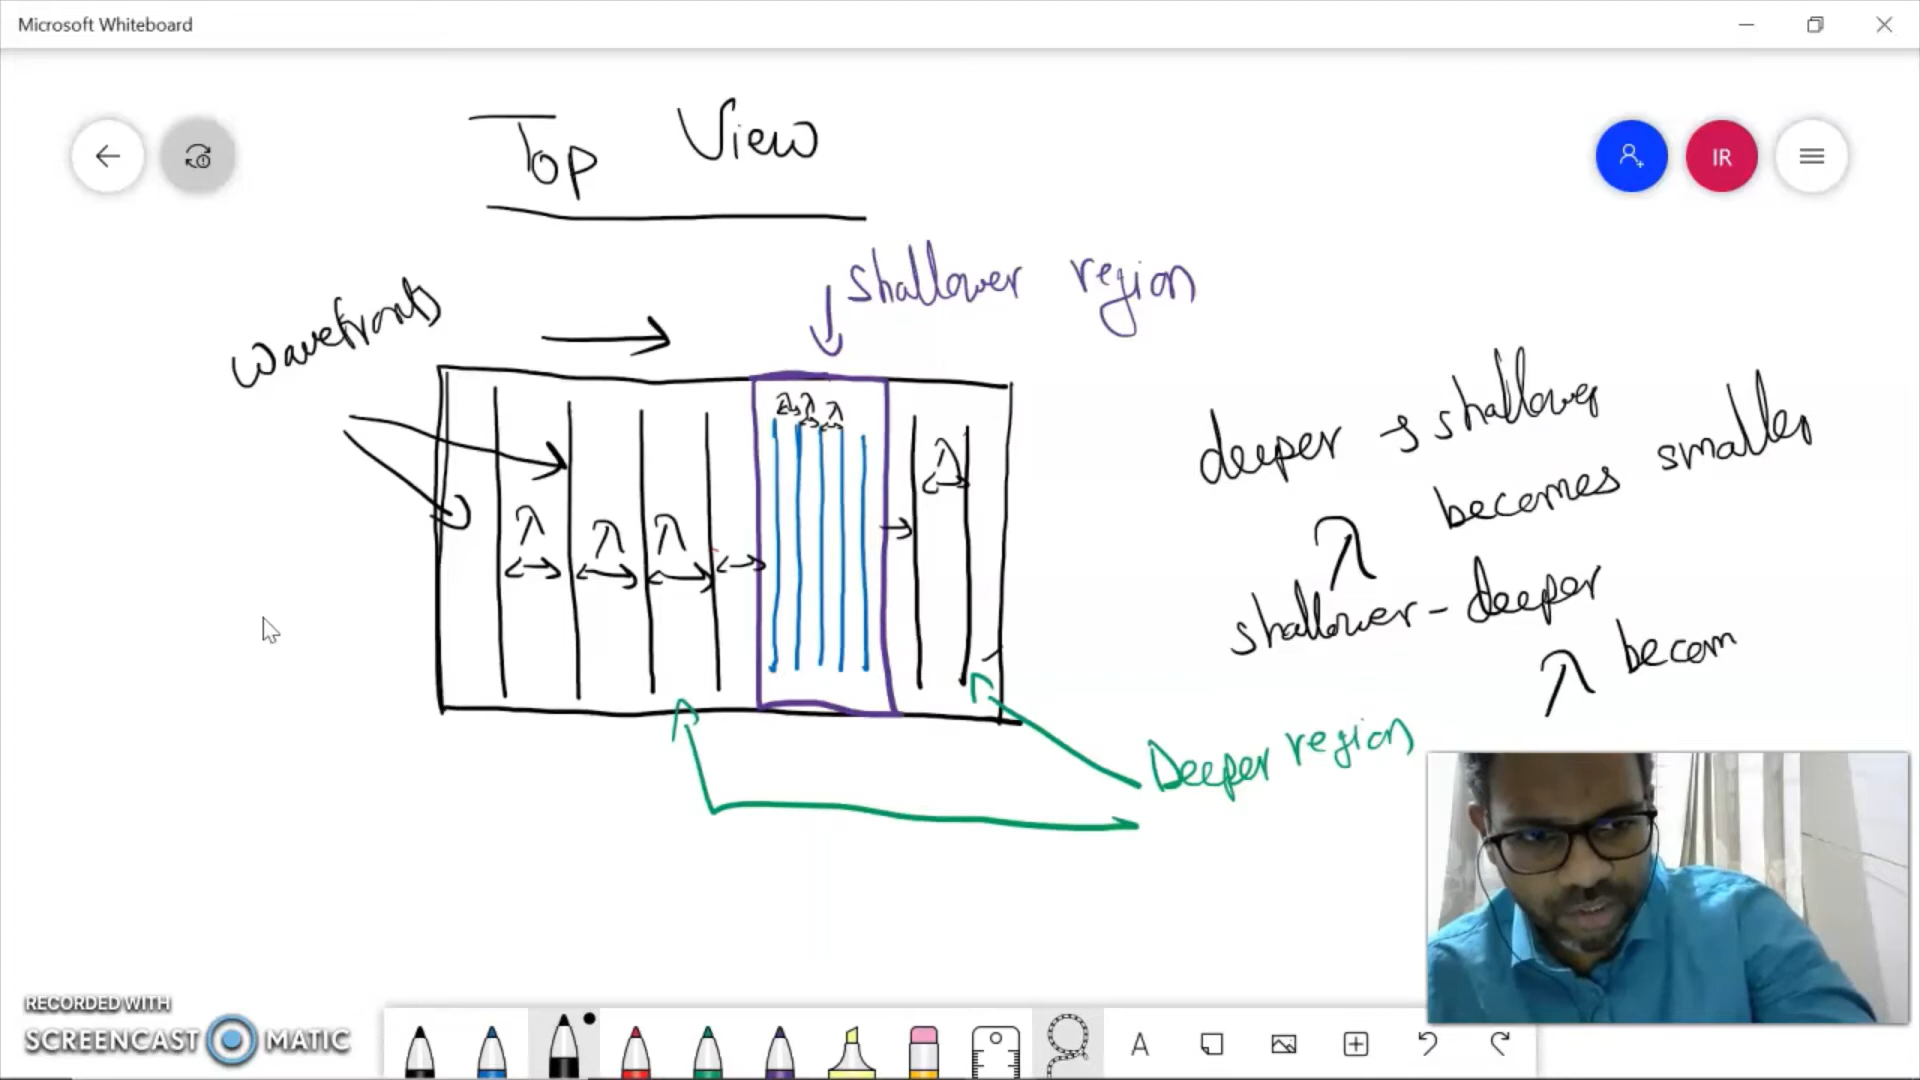 Microsoft Whiteboard
Top View
IR
shallower region
wavefronts
λ λ
λ
λ λ λ
deeper → shallower
λ becomes smaller
shallower - deeper
λ becom
Deeper region
RECORDED WITH
SCREENCAST MATIC
A